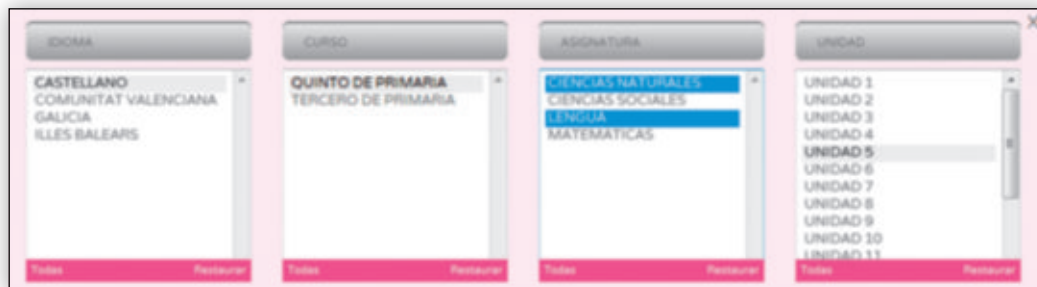 IDIOMA
CASTELLANO
COMUNITAT VALENCIANA
GALICIA
ILLES BALEARS
Todas Restaurar
CURSO
QUINTO DE PRIMARIA
TERCERO DE PRIMARIA
Todas Restaurar
ASIGNATURA
CIENCIAS NATURALES
CIENCIAS SOCIALES
LENGUA
MATEMATICAS
Todas Restaurar
UNIDAD
UNIDAD 1
UNIDAD 2
UNIDAD 3
UNIDAD 4
UNIDAD 5
UNIDAD 6
UNIDAD 7
UNIDAD 8
UNIDAD 9
UNIDAD 10
UNIDAD 11
Todas Restaurar
X